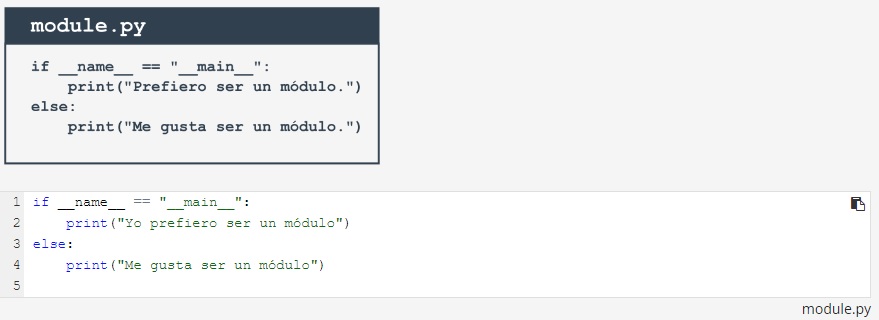 module.py
if __name__ == "__main__":
    print("Prefiero ser un módulo.")
else:
    print("Me gusta ser un módulo.")
1 if __name__ == "__main__":
2     print("Yo prefiero ser un módulo")
3 else:
4     print("Me gusta ser un módulo")
5
module.py